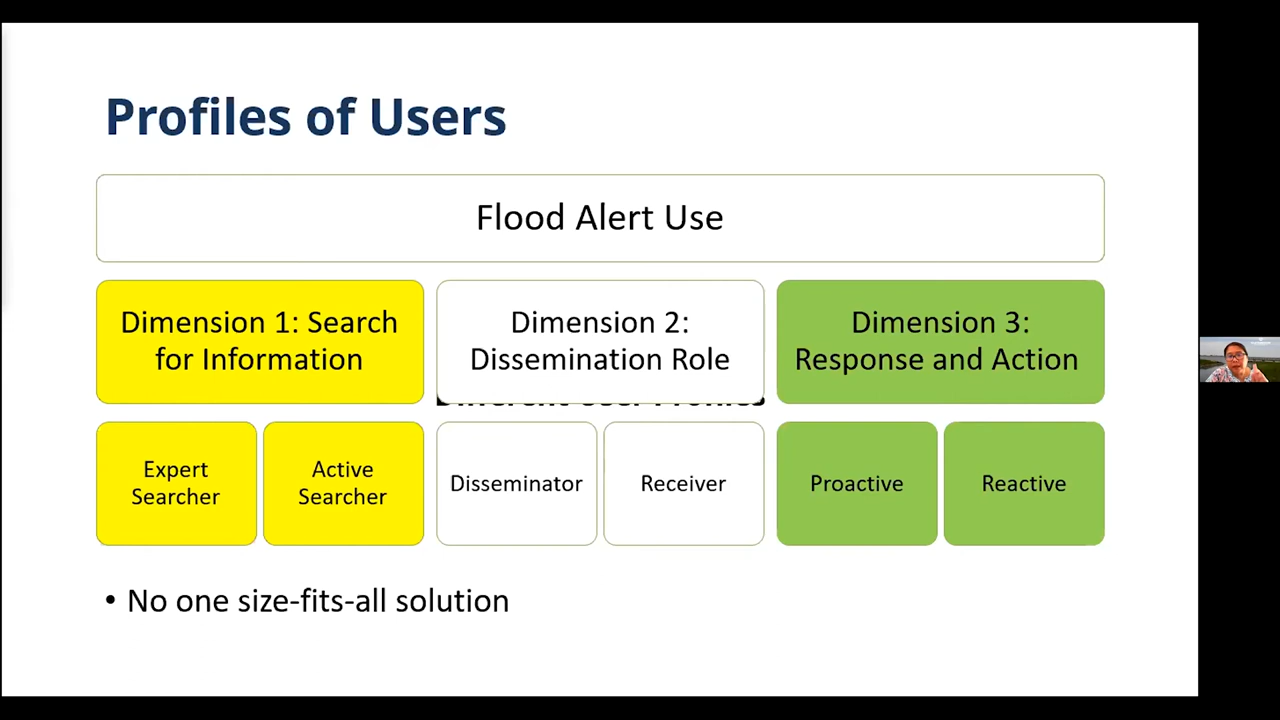 Profiles of Users
Flood Alert Use
Dimension 1: Search
for Information
Dimension 2:
Dissemination Role
Dimension 3:
Response and Action
Expert
Searcher
Active
Searcher
Disseminator
Receiver
Proactive
Reactive
• No one size-fits-all solution